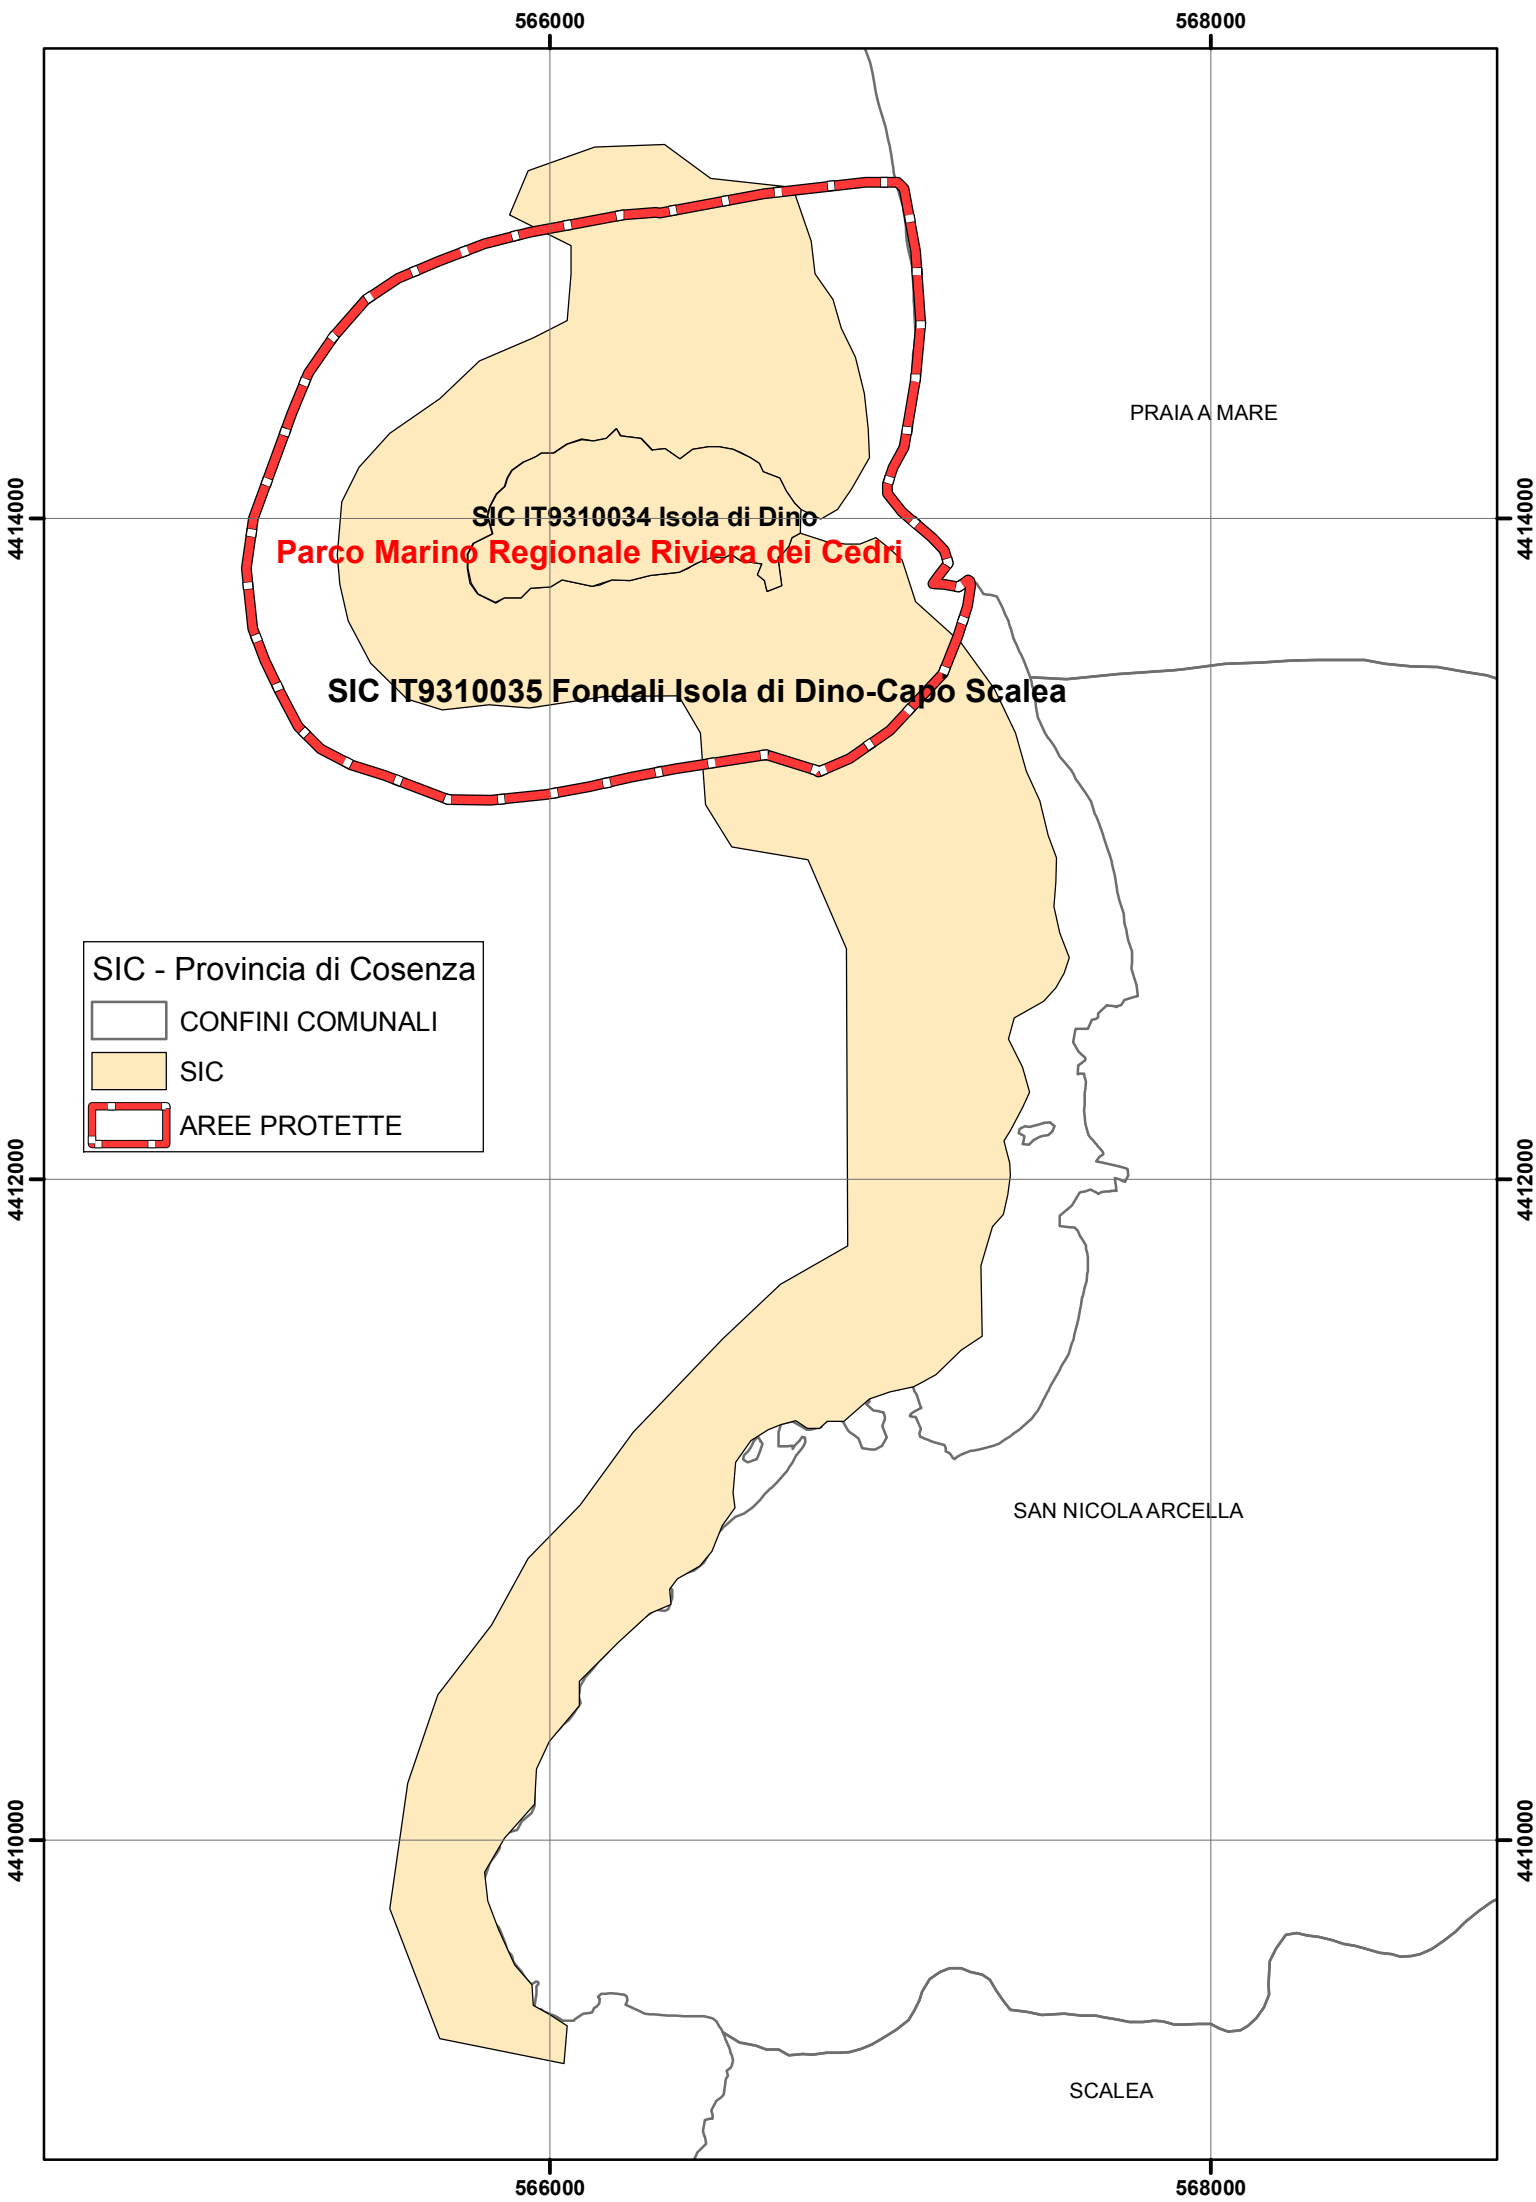 566000
568000
PRAIA A MARE
4414000
4414000
SIC IT9310034 Isola di Dino
Parco Marino Regionale Riviera dei Cedri
SIC IT9310035 Fondali Isola di Dino-Capo Scalea
SIC - Provincia di Cosenza
CONFINI COMUNALI
SIC
AREE PROTETTE
4412000
4412000
SAN NICOLA ARCELLA
4410000
4410000
SCALEA
566000
568000